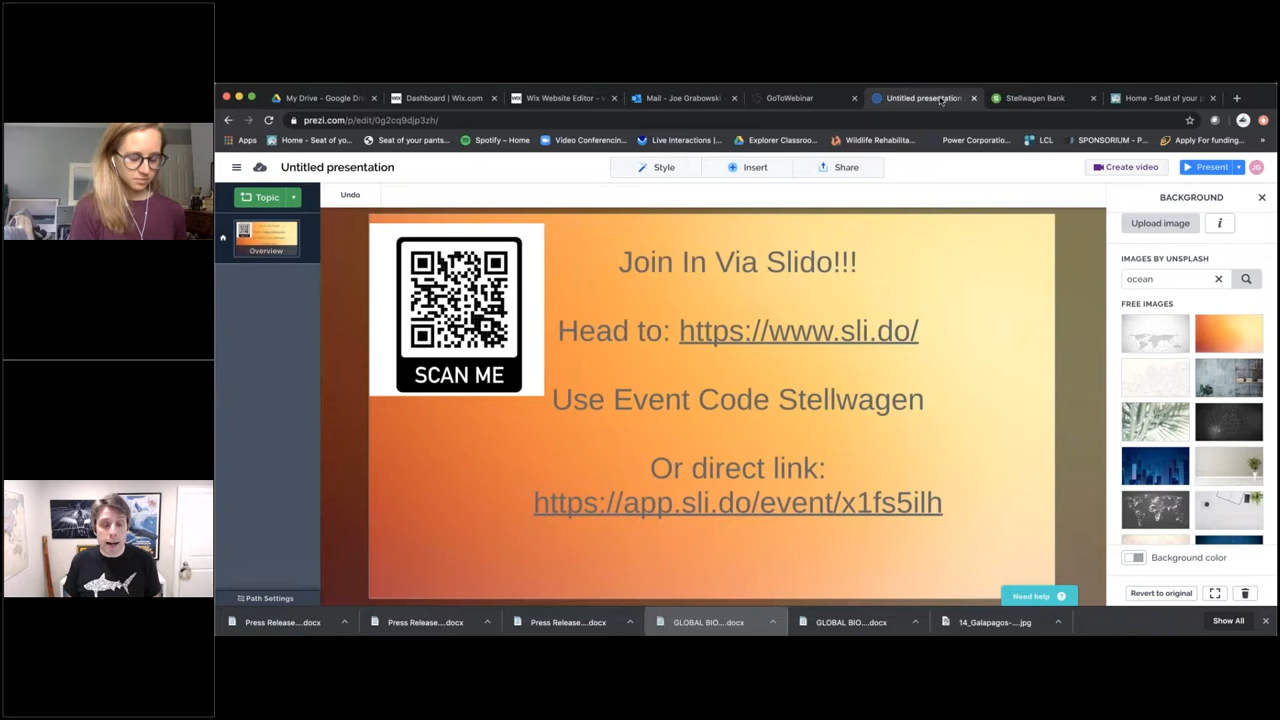 My Drive - Google Dri
Dashboard | Wix.com
Wix Website Editor -
Mail - Joe Grabowski
GoToWebinar
Untitled presentation
Stellwagen Bank
Home - Seat of your p
prezi.com/p/edit/0g2cq9djp3zh/
Apps
Home - Seat of yo...
Seat of your pants...
Spotify – Home
Video Conferencin...
Live Interactions |...
Explorer Classroo...
Wildlife Rehabilita...
Power Corporatio...
LCL
SPONSORIUM - P...
Apply For funding...
Untitled presentation
Style
Insert
Share
Create video
Present
JG
Topic
Undo
BACKGROUND
Upload image
i
IMAGES BY UNSPLASH
ocean
FREE IMAGES
Overview
SCAN ME
Join In Via Slido!!!
Head to: https://www.sli.do/
Use Event Code Stellwagen
Or direct link:
https://app.sli.do/event/x1fs5ilh
Background color
Revert to original
Path Settings
Need help ?
Press Release....docx
Press Release....docx
Press Release....docx
GLOBAL BIO....docx
GLOBAL BIO....docx
14_Galapagos-....jpg
Show All